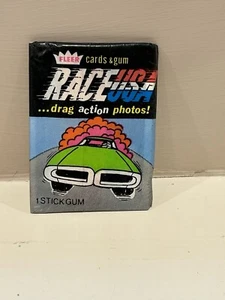 FLEER cards & gum
RACE USA
...drag action photos!
1 STICK GUM